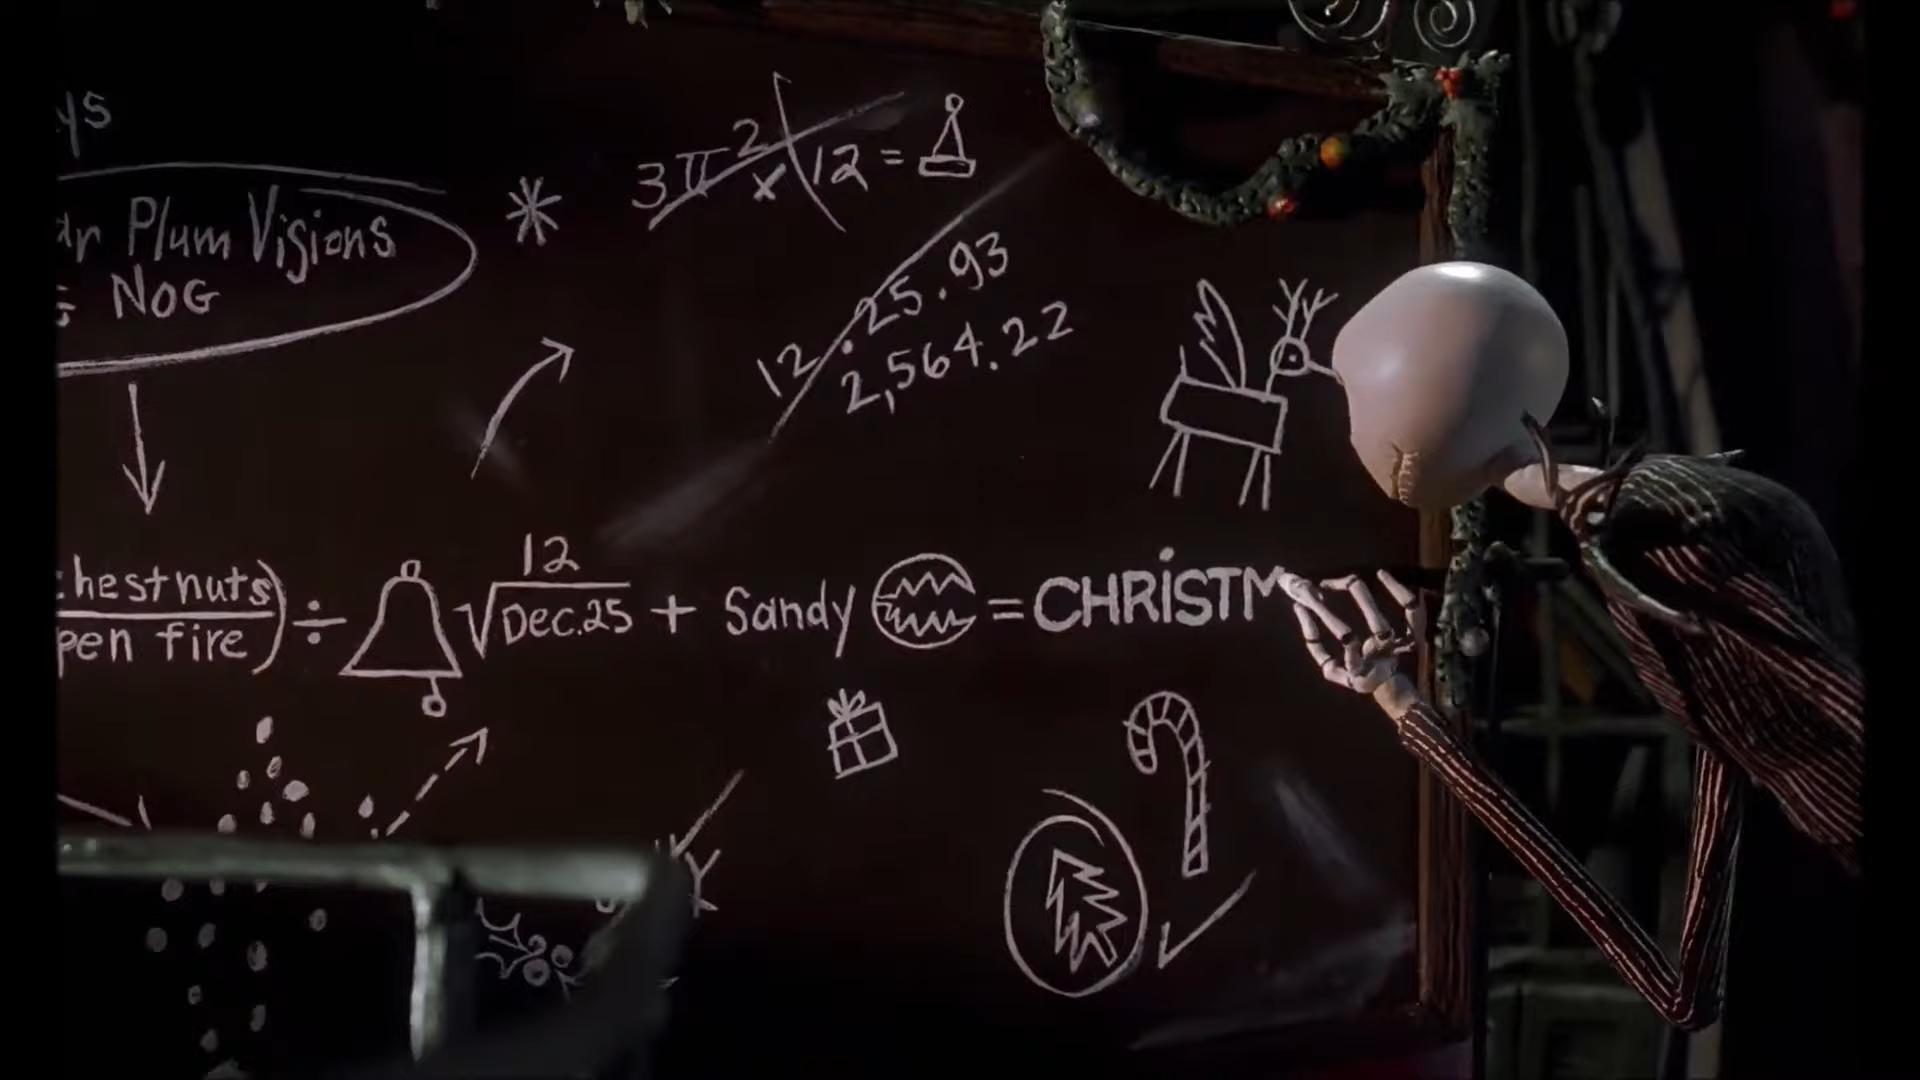 ys
ar Plum Visions
NOG
3π² x 12 =
12.25.93
2,564.22
chestnuts)
pen fire
÷
√
12
Dec.25
+ Sandy = CHRiSTM